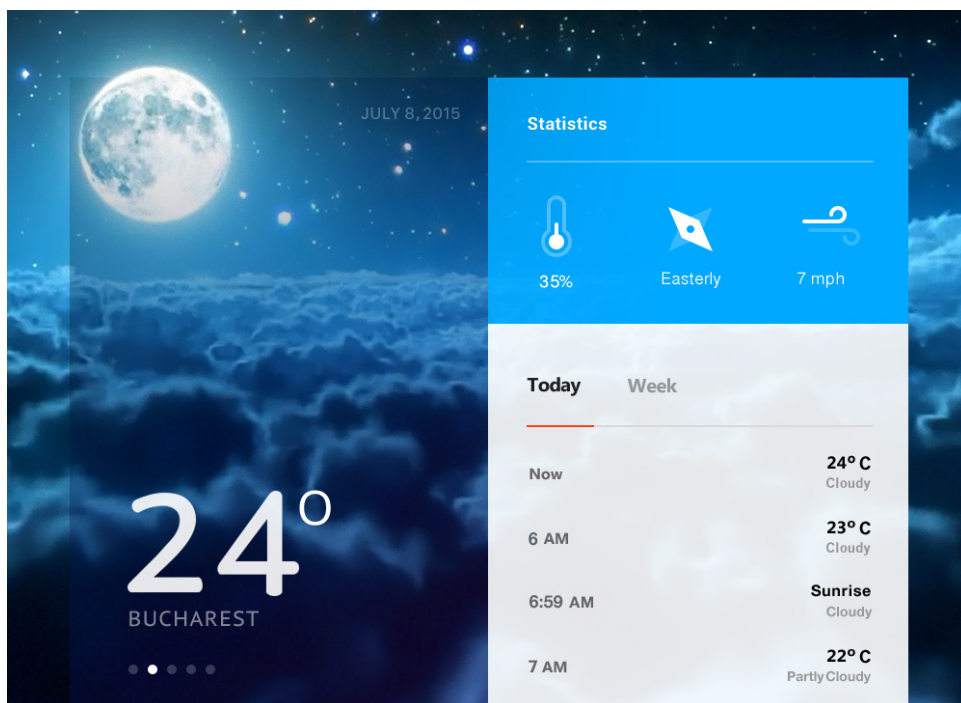 JULY 8, 2015
24°
BUCHAREST
Statistics
35%
Easterly
7 mph
Today Week
Now 24° C
Cloudy
6 AM 23° C
Cloudy
6:59 AM Sunrise
Cloudy
7 AM 22° C
Partly Cloudy